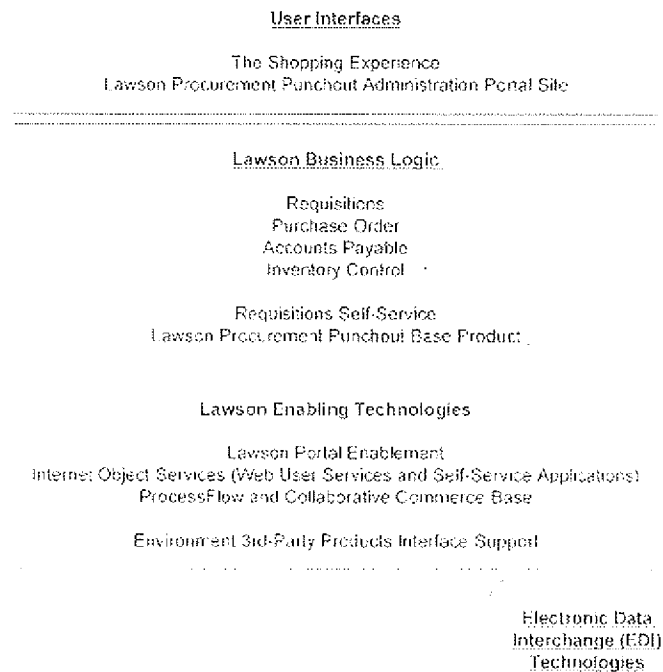 User Interfaces
The Shopping Experience
Lawson Procurement Punchout Administration Portal Site
Lawson Business Logic
Requisitions
Purchase Order
Accounts Payable
Inventory Control
Requisitions Self-Service
Lawson Procurement Punchout Base Product
Lawson Enabling Technologies
Lawson Portal Enablement
Internet Object Services (Web User Services and Self-Service Applications)
ProcessFlow and Collaborative Commerce Base
Environment 3rd-Party Products Interface Support
Electronic Data
Interchange (EDI)
Technologies